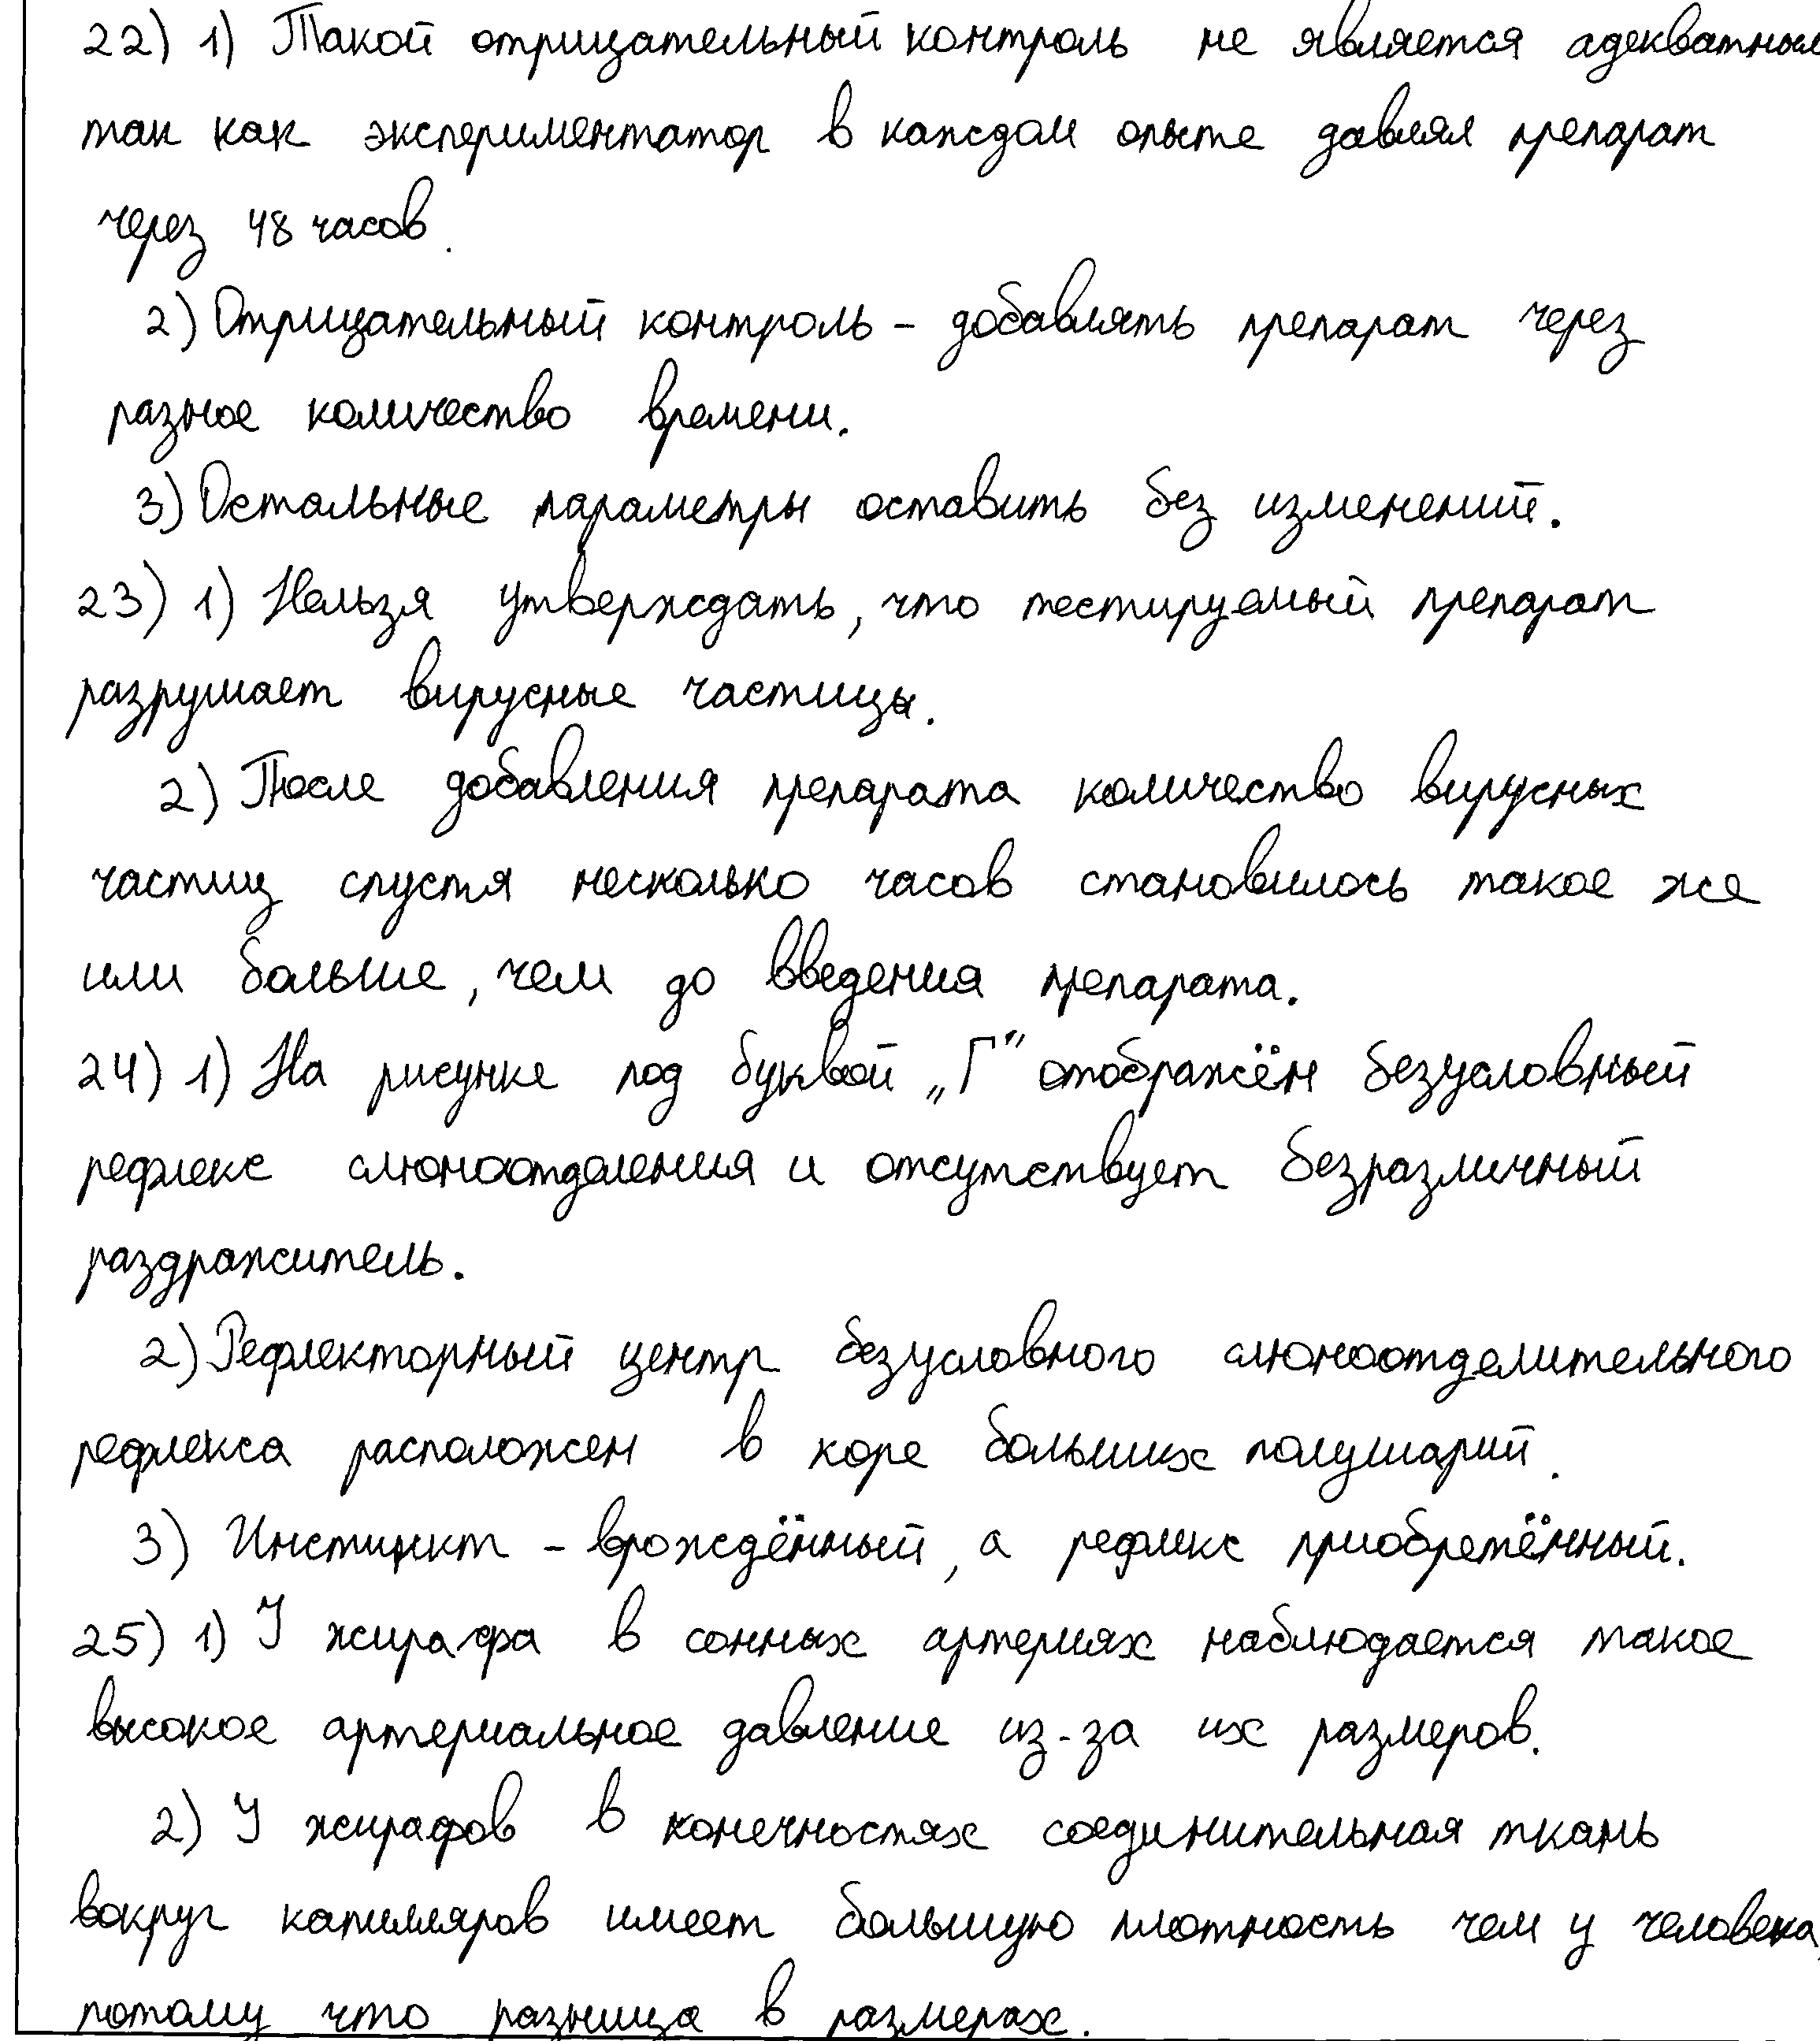 22) 1) Такой отрицательный контроль не является адекватным
так как экспериментатор в каждом опыте давлял препарат
через 48 часов.
2) Отрицательный контроль - добавлять препарат через
разное количество времени.
3) Остальные параметры оставить без изменений.
23) 1) Нельзя утверждать, что тестируемый препарат
разрушает вирусные частицы.
2) После добавления препарата количество вирусных
частиц спустя несколько часов становилось такое же
или больше, чем до введения препарата.
24) 1) На рисунке под буквой „Г" отображён безусловный
рефлекс слюноотделения и отсутствует безразличный
раздражитель.
2) Рефлекторный центр безусловного слюноотделительного
рефлекса расположен в коре больших полушарий.
3) Инстинкт - врождённый, а рефлекс приобретённый.
25) 1) У жирафа в сонных артериях наблюдается такое
высокое артериальное давление из-за их размеров.
2) У жирафов в конечностях соединительная ткань
вокруг капилляров имеет большую плотность чем у человека,
потому что разница в размерах.